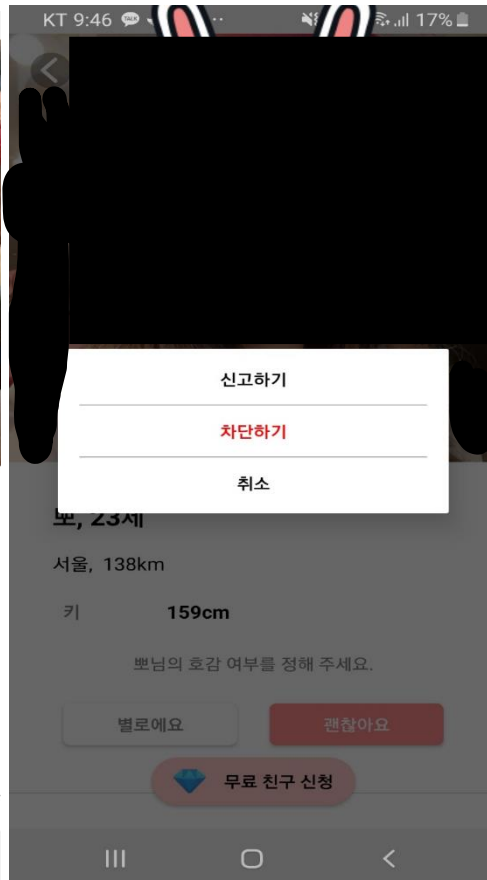 KT 9:46
17%
신고하기
차단하기
취소
뽀, 23세
서울, 138km
키 159cm
뽀님의 호감 여부를 정해 주세요.
별로에요 괜찮아요
무료 친구 신청